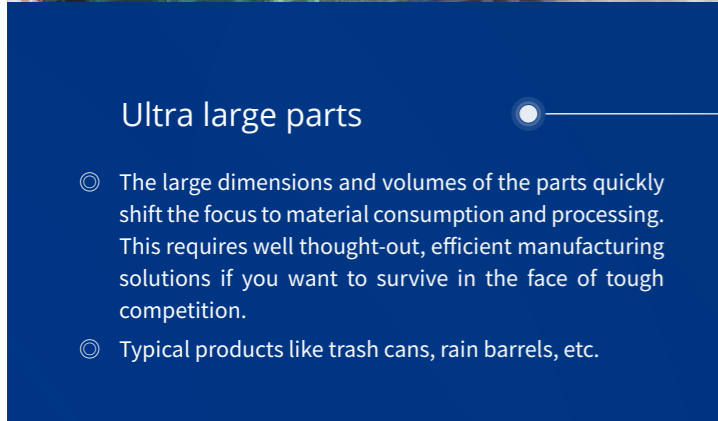 Ultra large parts
◎ The large dimensions and volumes of the parts quickly
shift the focus to material consumption and processing.
This requires well thought-out, efficient manufacturing
solutions if you want to survive in the face of tough
competition.
◎ Typical products like trash cans, rain barrels, etc.